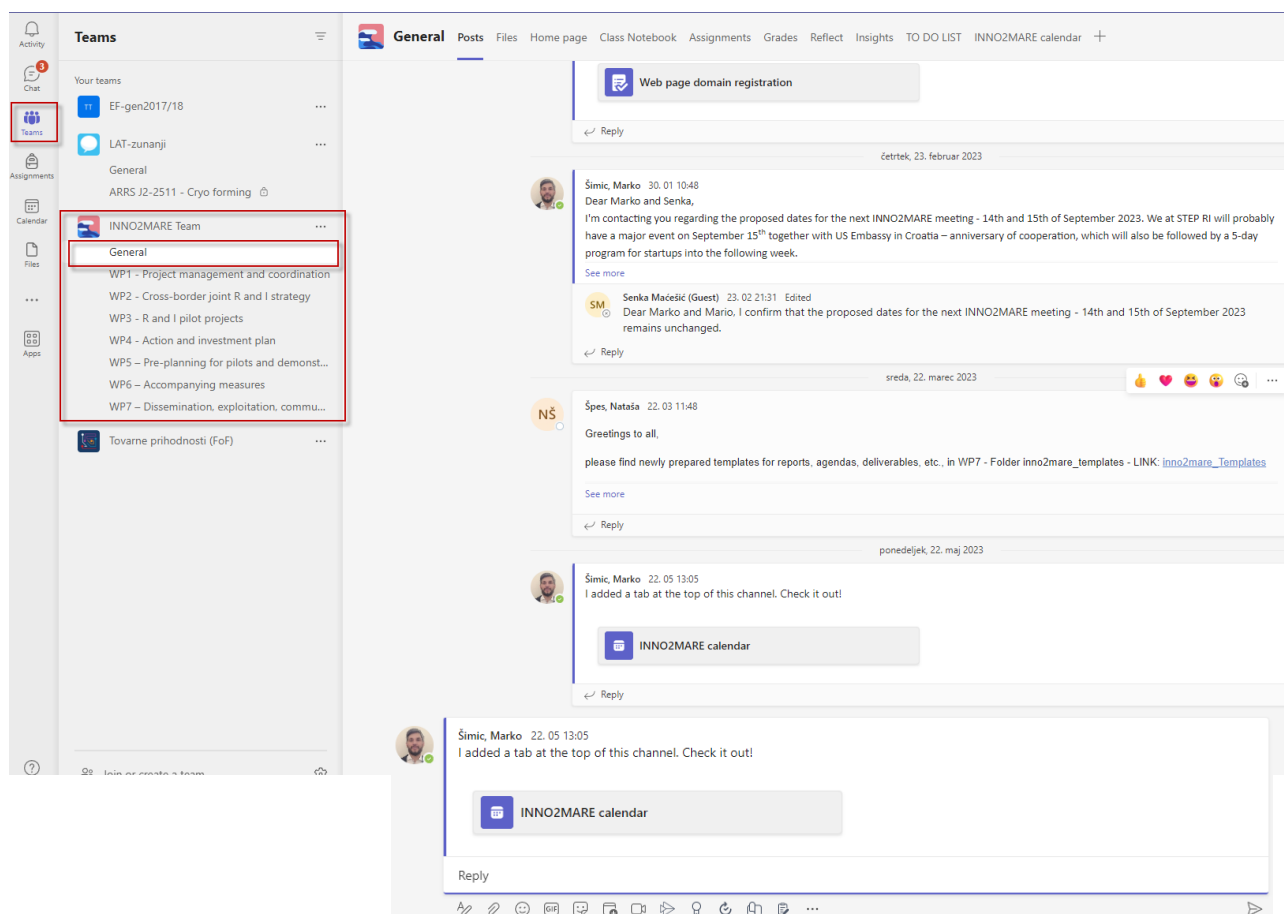 Activity
3
Chat
Teams
Assignments
Calendar
Files
Apps
Teams
Your teams
TT EF-gen2017/18
LAT-zunanji
General
ARRS J2-2511 - Cryo forming
INNO2MARE Team
General
WP1 - Project management and coordination
WP2 - Cross-border joint R and I strategy
WP3 - R and I pilot projects
WP4 - Action and investment plan
WP5 – Pre-planning for pilots and demonst...
WP6 – Accompanying measures
WP7 – Dissemination, exploitation, commu...
Tovarne prihodnosti (FoF)
Join or create a team
General Posts Files Home page Class Notebook Assignments Grades Reflect Insights TO DO LIST INNO2MARE calendar
Web page domain registration
Reply
četrtek, 23. februar 2023
Šimic, Marko 30. 01 10:48
Dear Marko and Senka,
I'm contacting you regarding the proposed dates for the next INNO2MARE meeting - 14th and 15th of September 2023. We at STEP RI will probably
have a major event on September 15th together with US Embassy in Croatia – anniversary of cooperation, which will also be followed by a 5-day
program for startups into the following week.
See more
SM Senka Maćešić (Guest) 23. 02 21:31 Edited
Dear Marko and Mario, I confirm that the proposed dates for the next INNO2MARE meeting - 14th and 15th of September 2023
remains unchanged.
Reply
sreda, 22. marec 2023
NŠ Špes, Nataša 22. 03 11:48
Greetings to all,
please find newly prepared templates for reports, agendas, deliverables, etc., in WP7 - Folder inno2mare_templates - LINK: inno2mare_Templates
See more
Reply
ponedeljek, 22. maj 2023
Šimic, Marko 22. 05 13:05
I added a tab at the top of this channel. Check it out!
INNO2MARE calendar
Reply
Šimic, Marko 22. 05 13:05
I added a tab at the top of this channel. Check it out!
INNO2MARE calendar
Reply
GIF